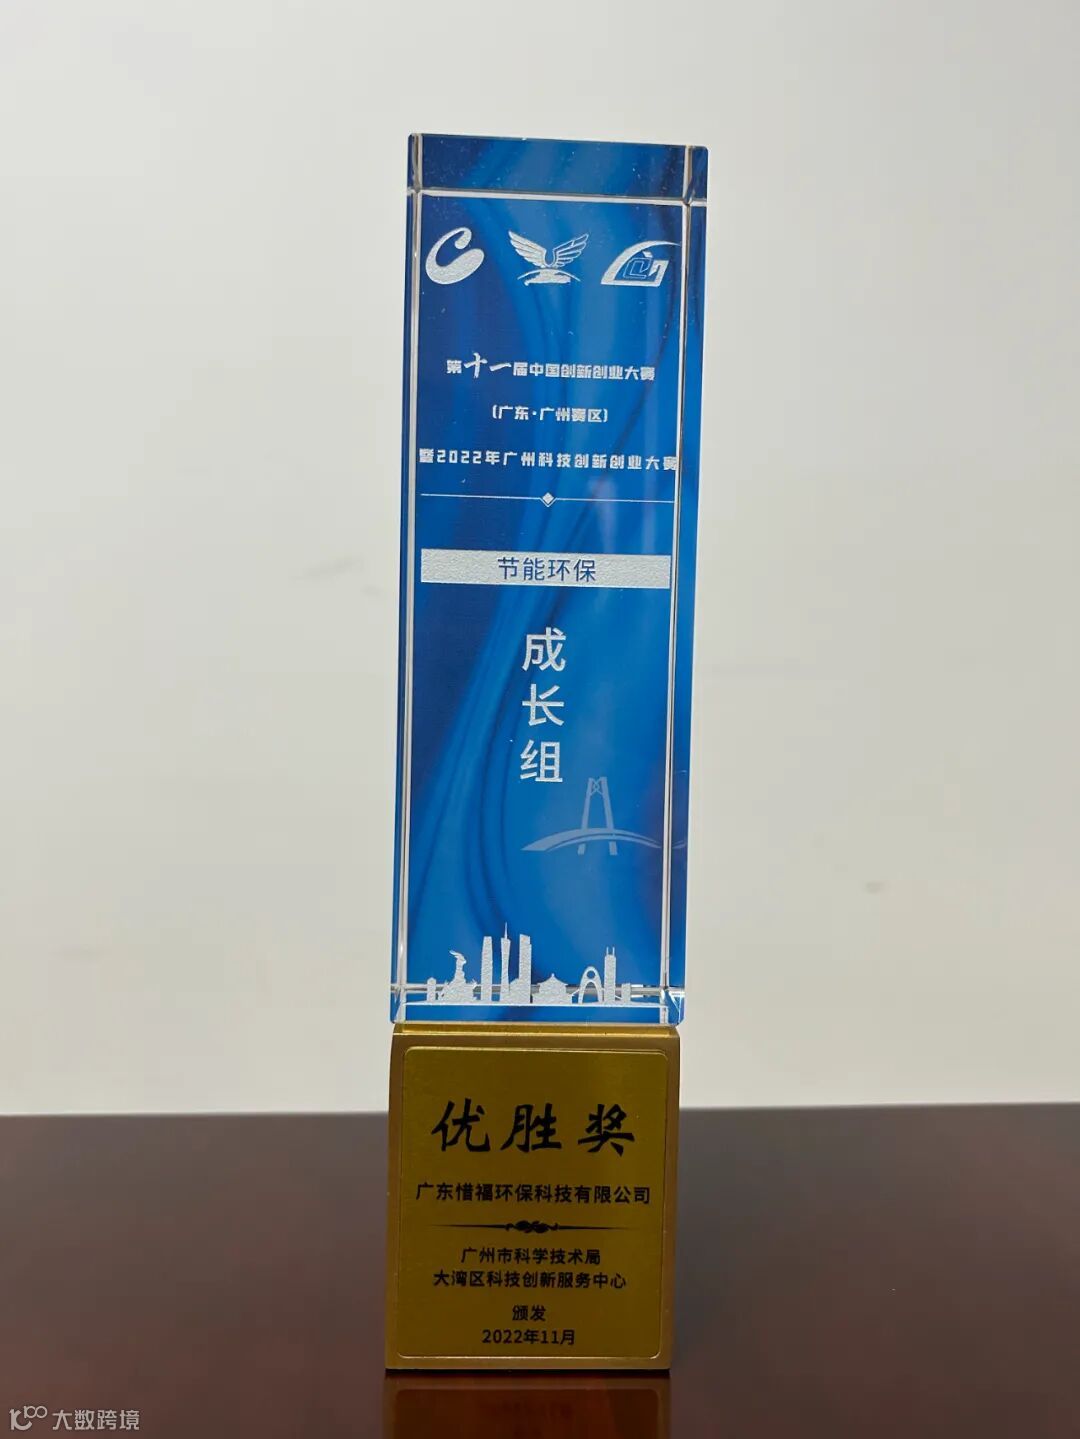 第十一届中国创新创业大赛
(广东·广州赛区)
暨2022年广州科技创新创业大赛
节能环保
成
长
组
优胜奖
广东惜福环保科技有限公司
广州市科学技术局
大湾区科技创新服务中心
颁发
2022年11月
大数跨境